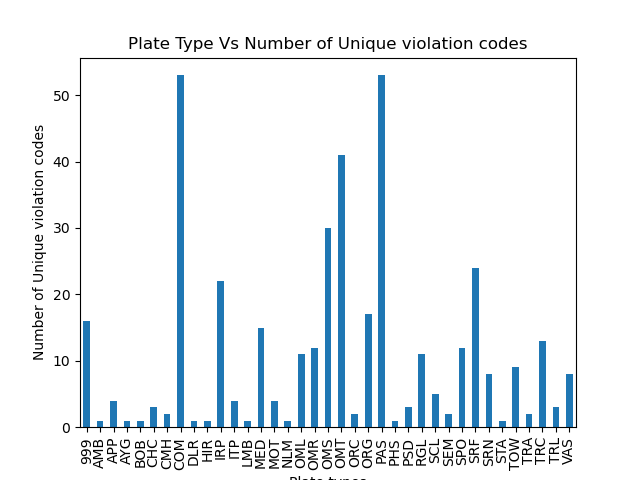 Plate Type Vs Number of Unique violation codes
Number of Unique violation codes
50
40
30
20
10
0
999 AMB APP AYG BOB CHC CMH COM DLR HIR IRP ITP LMB MED MOT NLM OML OMR OMS OMT ORC ORG PAS PHS PSD RGL SCL SEM SPO SRF SRN STA TOW TRA TRC TRL VAS
Plate types